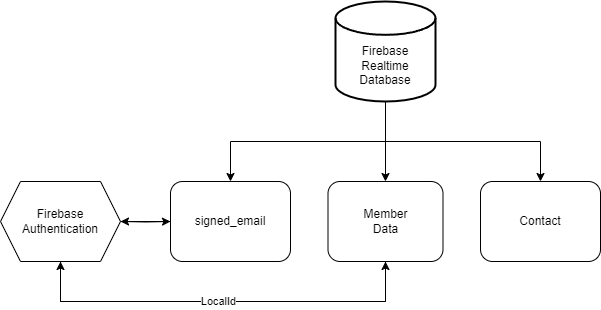 Firebase
Realtime
Database
Firebase
Authentication
signed_email
Member
Data
Contact
LocalId